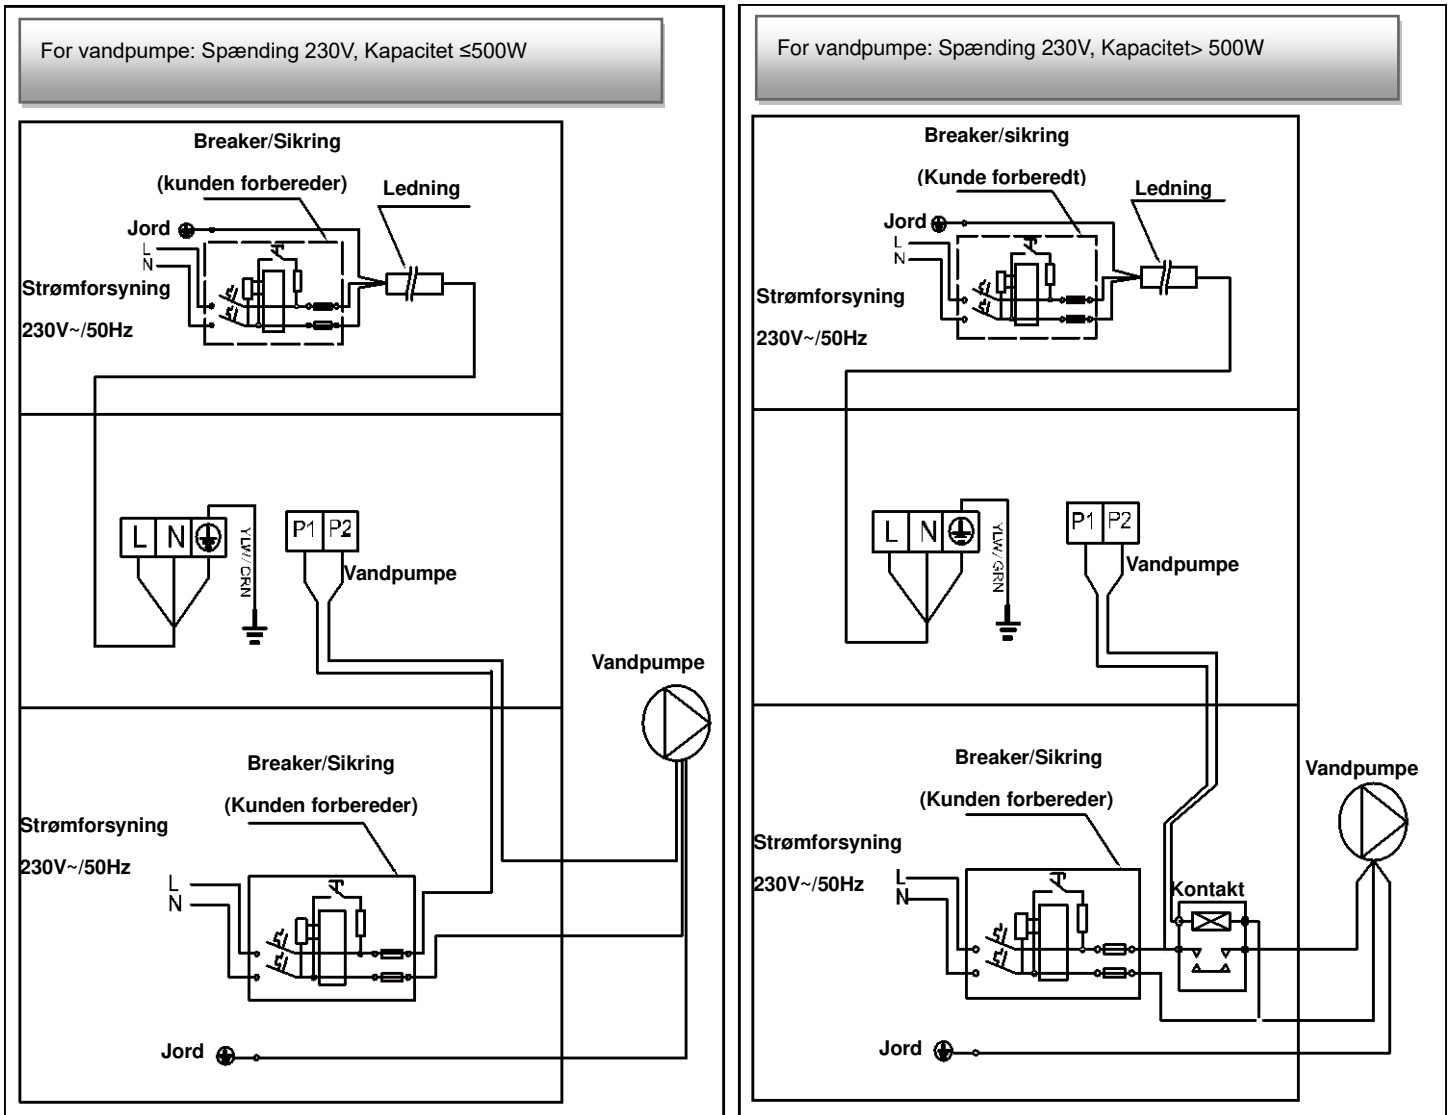 For vandpumpe: Spænding 230V, Kapacitet ≤500W
Breaker/Sikring
(kunden forbereder)
Ledning
Jord
L
N
Strømforsyning
230V~/50Hz
L N
YLW/CRN
P1 P2
Vandpumpe
Vandpumpe
Breaker/Sikring
(Kunden forbereder)
Strømforsyning
230V~/50Hz
L
N
Jord
For vandpumpe: Spænding 230V, Kapacitet> 500W
Breaker/sikring
(Kunde forberedt)
Ledning
Jord
L
N
Strømforsyning
230V~/50Hz
L N
YLW/GRN
P1 P2
Vandpumpe
Breaker/Sikring
Vandpumpe
(Kunden forbereder)
Strømforsyning
230V~/50Hz
L
N
Kontakt
Jord